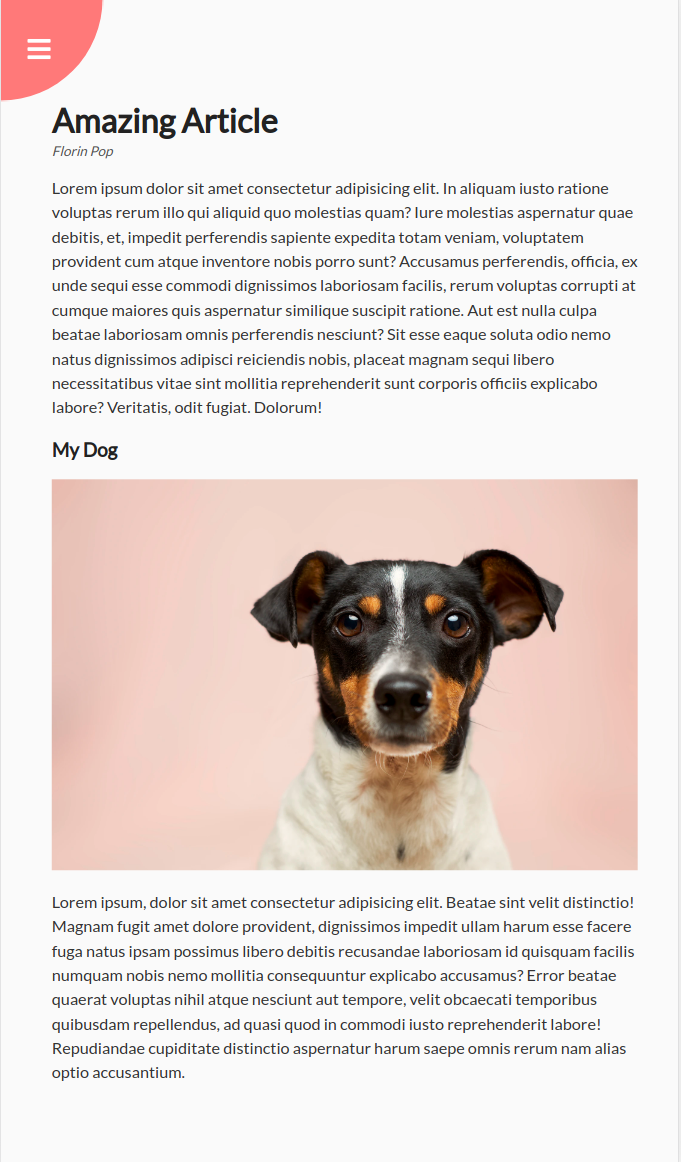 Amazing Article
Florin Pop
Lorem ipsum dolor sit amet consectetur adipisicing elit. In aliquam iusto ratione
voluptas rerum illo qui aliquid quo molestias quam? Iure molestias aspernatur quae
debitis, et, impedit perferendis sapiente expedita totam veniam, voluptatem
provident cum atque inventore nobis porro sunt? Accusamus perferendis, officia, ex
unde sequi esse commodi dignissimos laboriosam facilis, rerum voluptas corrupti at
cumque maiores quis aspernatur similique suscipit ratione. Aut est nulla culpa
beatae laboriosam omnis perferendis nesciunt? Sit esse eaque soluta odio nemo
natus dignissimos adipisci reiciendis nobis, placeat magnam sequi libero
necessitatibus vitae sint mollitia reprehenderit sunt corporis officiis explicabo
labore? Veritatis, odit fugiat. Dolorum!
My Dog
Lorem ipsum, dolor sit amet consectetur adipisicing elit. Beatae sint velit distinctio!
Magnam fugit amet dolore provident, dignissimos impedit ullam harum esse facere
fuga natus ipsam possimus libero debitis recusandae laboriosam id quisquam facilis
numquam nobis nemo mollitia consequuntur explicabo accusamus? Error beatae
quaerat voluptas nihil atque nesciunt aut tempore, velit obcaecati temporibus
quibusdam repellendus, ad quasi quod in commodi iusto reprehenderit labore!
Repudiandae cupiditate distinctio aspernatur harum saepe omnis rerum nam alias
optio accusantium.